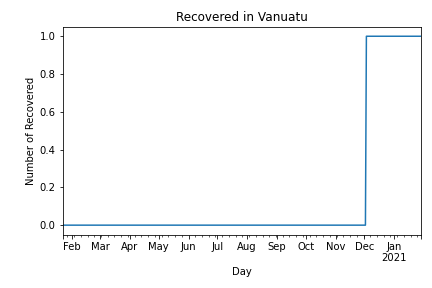 Recovered in Vanuatu
1.0
0.8
0.6
0.4
0.2
0.0
Number of Recovered
Feb Mar Apr May Jun Jul Aug Sep Oct Nov Dec Jan
2021
Day